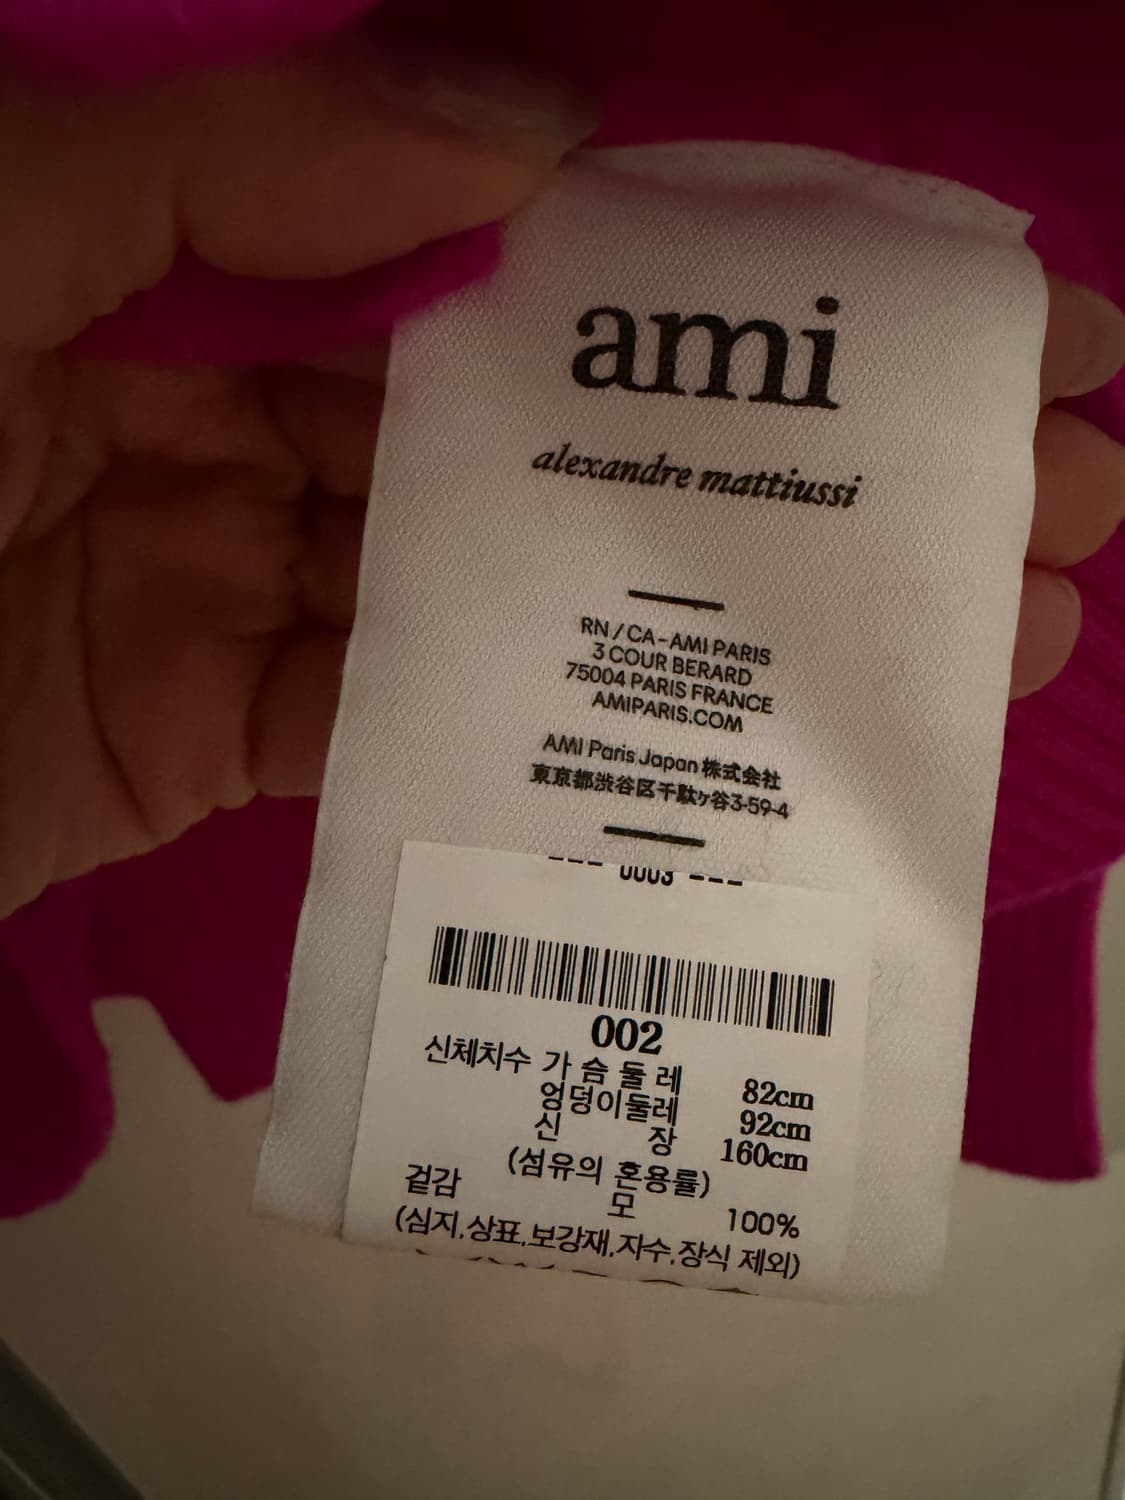 ami
alexandre mattiussi
RN / CA - AMI PARIS
3 COUR BERARD
75004 PARIS FRANCE
AMIPARIS.COM
AMI Paris Japan 株式会社
東京都渋谷区千駄ヶ谷3-59-4
--- 0003 ---
002
신체치수 가슴둘레 82cm
엉덩이둘레 92cm
신장 160cm
(섬유의 혼용률)
겉감 모 100%
(심지,상표,보강재,자수,장식 제외)